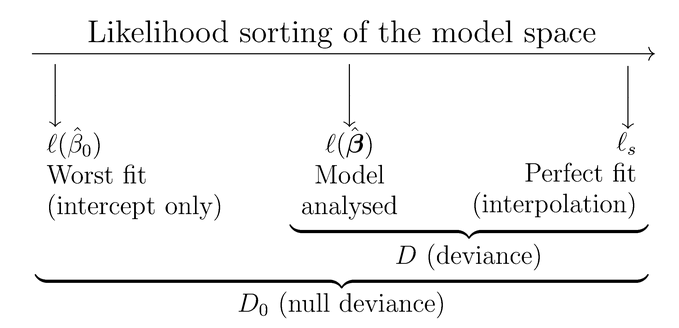 Likelihood sorting of the model space
ℓ(β̂₀)
Worst fit
(intercept only)
ℓ(𝛃̂)
Model
analysed
ℓₛ
Perfect fit
(interpolation)
D (deviance)
D₀ (null deviance)